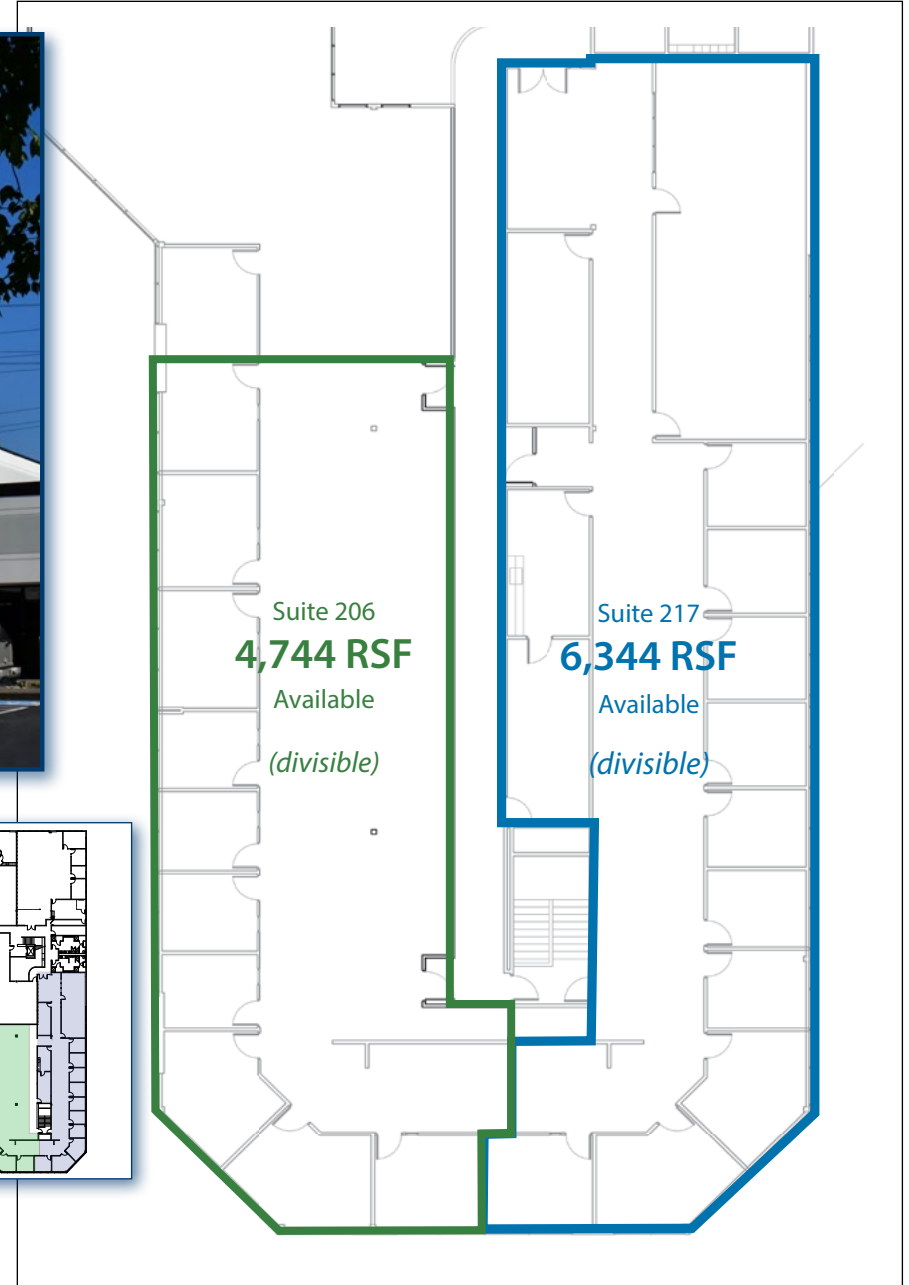 Suite 206
4,744 RSF
Available
(divisible)
Suite 217
6,344 RSF
Available
(divisible)